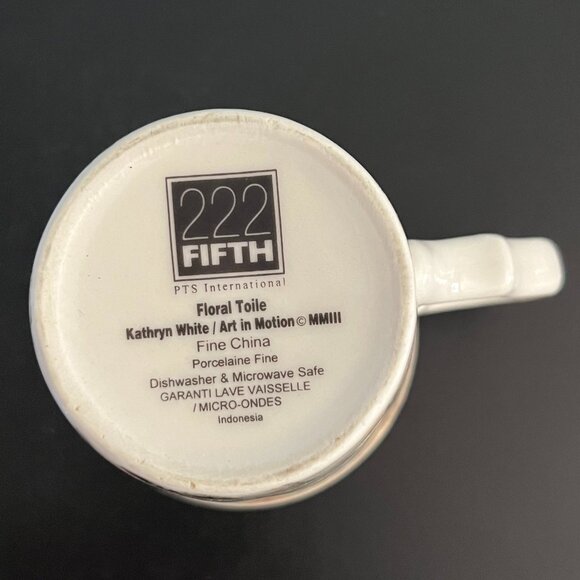 222
FIFTH
PTS International
Floral Toile
Kathryn White / Art in Motion © MMIII
Fine China
Porcelaine Fine
Dishwasher & Microwave Safe
GARANTI LAVE VAISSELLE
/ MICRO-ONDES
indonesia